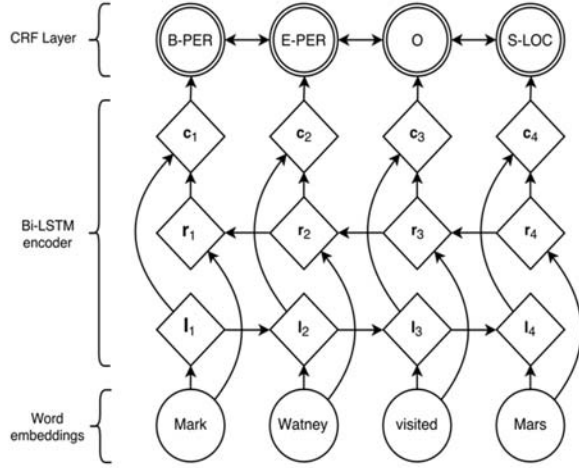 CRF Layer
B-PER E-PER O S-LOC
c1 c2 c3 c4
Bi-LSTM
encoder
r1 r2 r3 r4
l1 l2 l3 l4
Word
embeddings
Mark Watney visited Mars